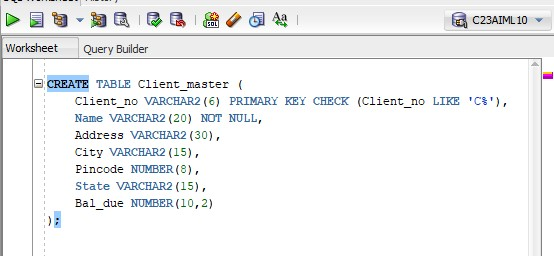 C23AIML10
Worksheet Query Builder
CREATE TABLE Client_master (
Client_no VARCHAR2(6) PRIMARY KEY CHECK (Client_no LIKE 'C%'),
Name VARCHAR2(20) NOT NULL,
Address VARCHAR2(30),
City VARCHAR2(15),
Pincode NUMBER(8),
State VARCHAR2(15),
Bal_due NUMBER(10,2)
);